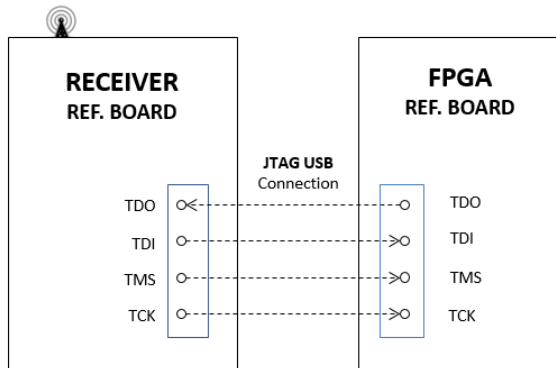 RECEIVER
REF. BOARD
FPGA
REF. BOARD
JTAG USB
Connection
TDO
TDO
TDI
TDI
TMS
TMS
TCK
TCK